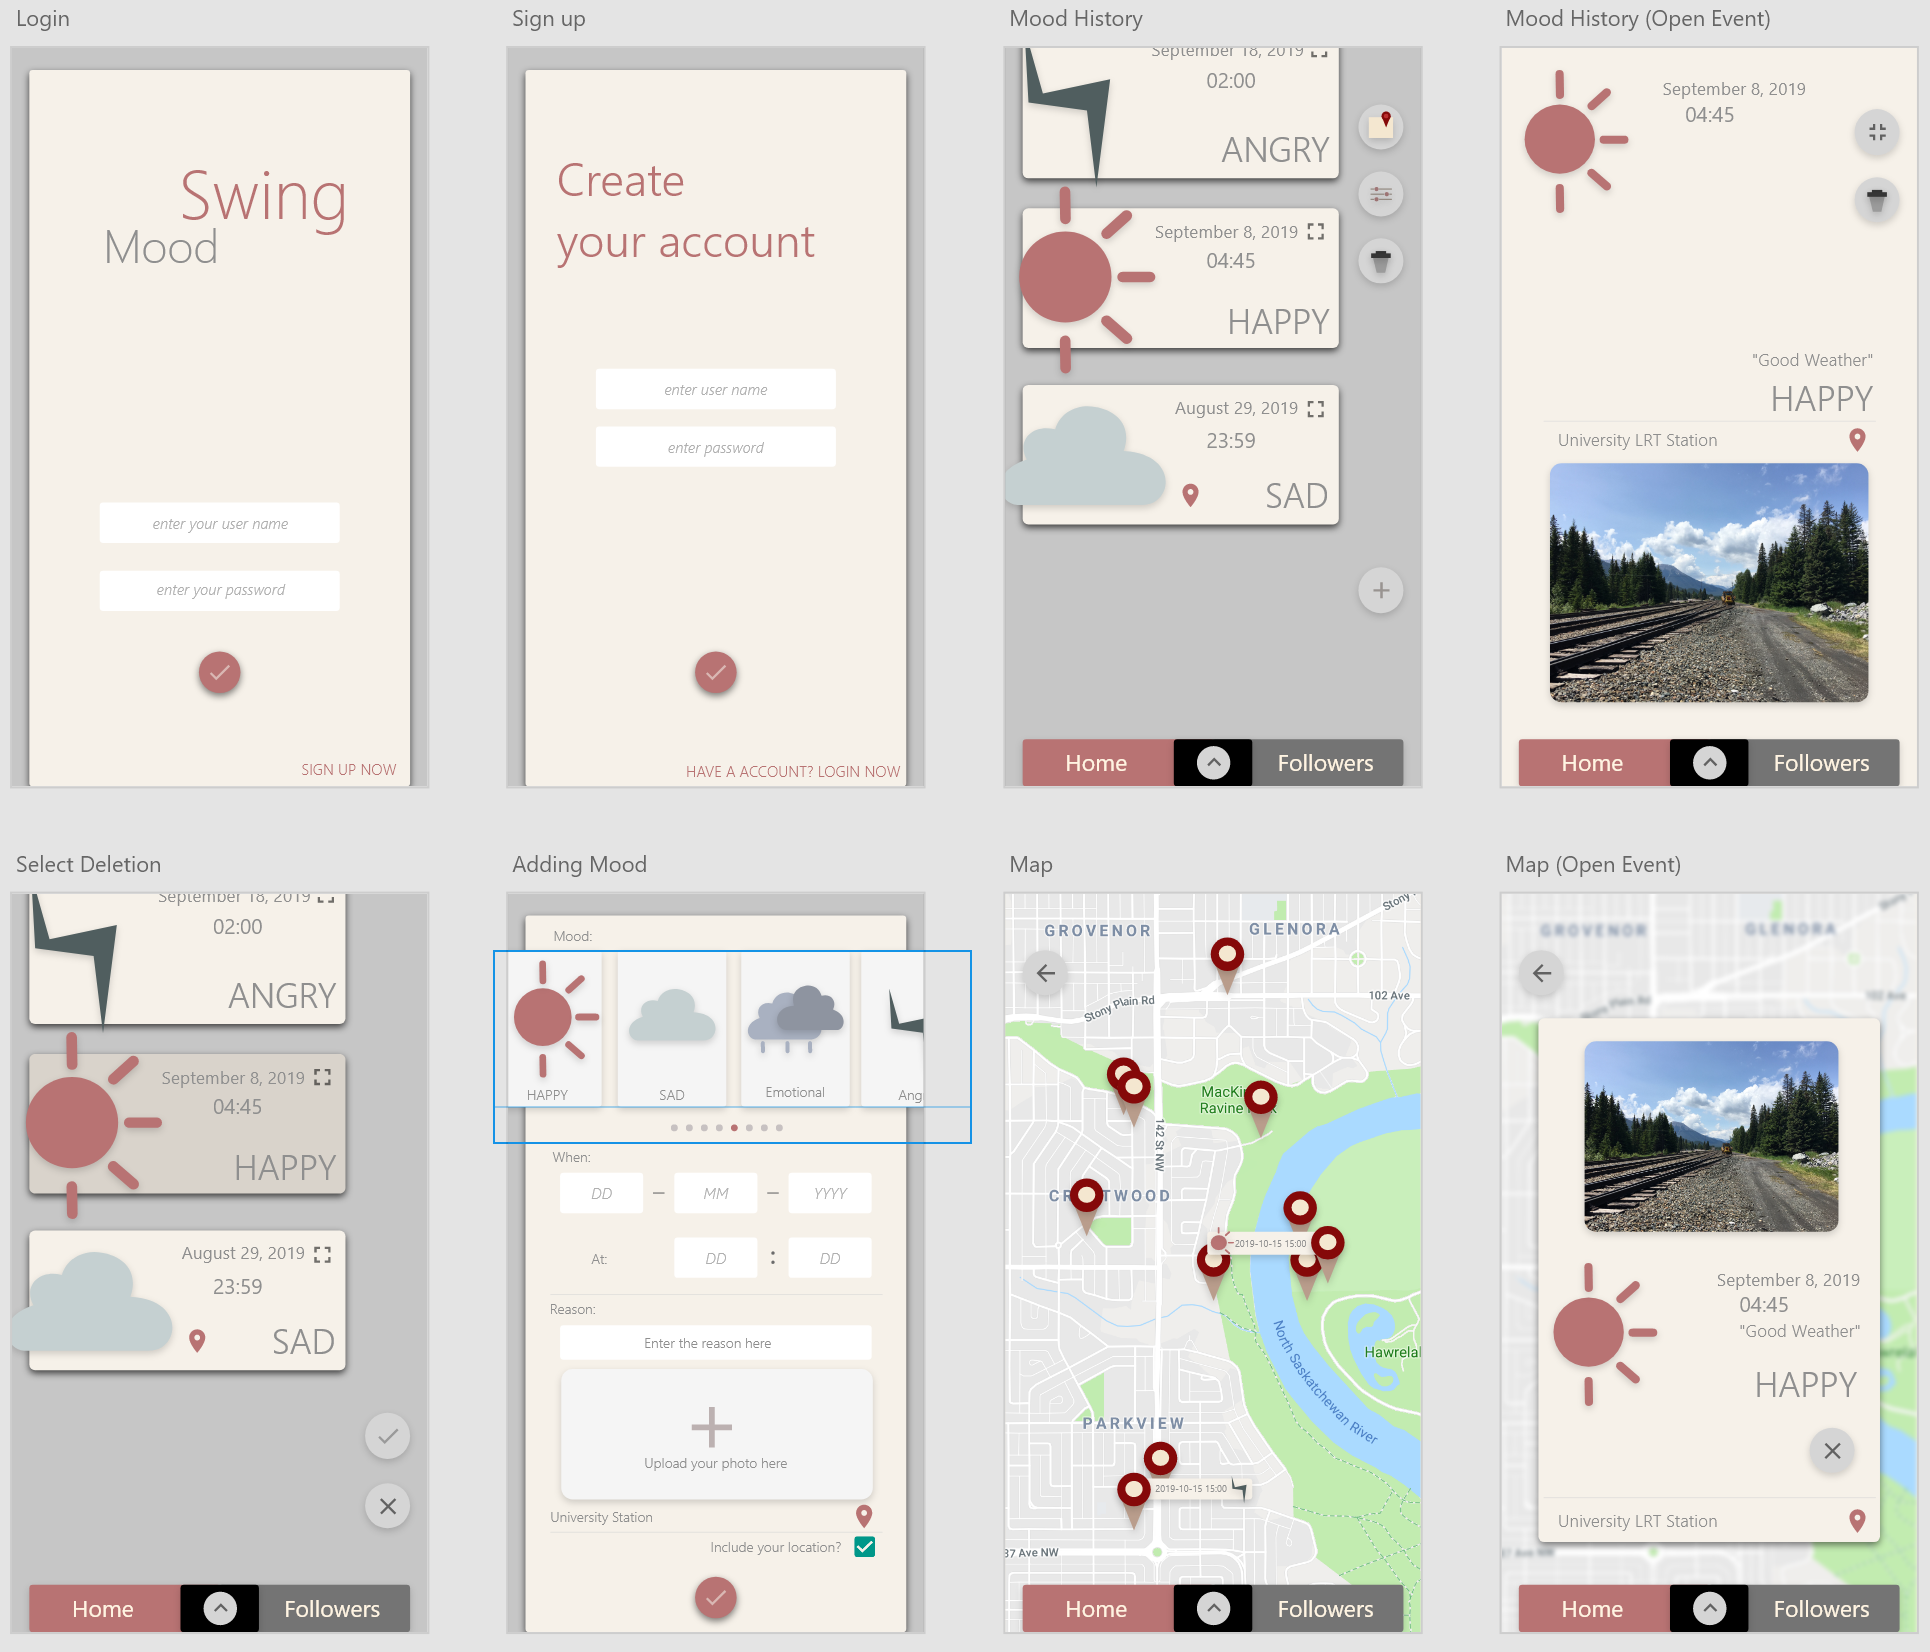 Login
Swing
Mood
enter your user name
enter your password
SIGN UP NOW
Sign up
Create
your account
enter user name
enter password
HAVE A ACCOUNT? LOGIN NOW
Mood History
September 18, 2019
02:00
ANGRY
September 8, 2019
04:45
HAPPY
August 29, 2019
23:59
SAD
Home
Followers
Mood History (Open Event)
September 8, 2019
04:45
"Good Weather"
HAPPY
University LRT Station
Home
Followers
Select Deletion
September 18, 2019
02:00
ANGRY
September 8, 2019
04:45
HAPPY
August 29, 2019
23:59
SAD
Home
Followers
Adding Mood
Mood:
HAPPY
SAD
Emotional
Ang
When:
DD – MM – YYYY
At:
DD : DD
Reason:
Enter the reason here
Upload your photo here
University Station
Include your location?
Map
Stony
GROVENOR
GLENORA
Stony Plain Rd
102 Ave
MacKin
Ravine
142 St NW
CR TWOOD
2019-10-15 15:00
North Saskatchewan River
Hawrela
PARKVIEW
2019-10-15 15:00
37 Ave NW
Home
Followers
Map (Open Event)
GROVENOR
GLENORA
102 Ave
September 8, 2019
04:45
"Good Weather"
HAPPY
University LRT Station
Home
Followers